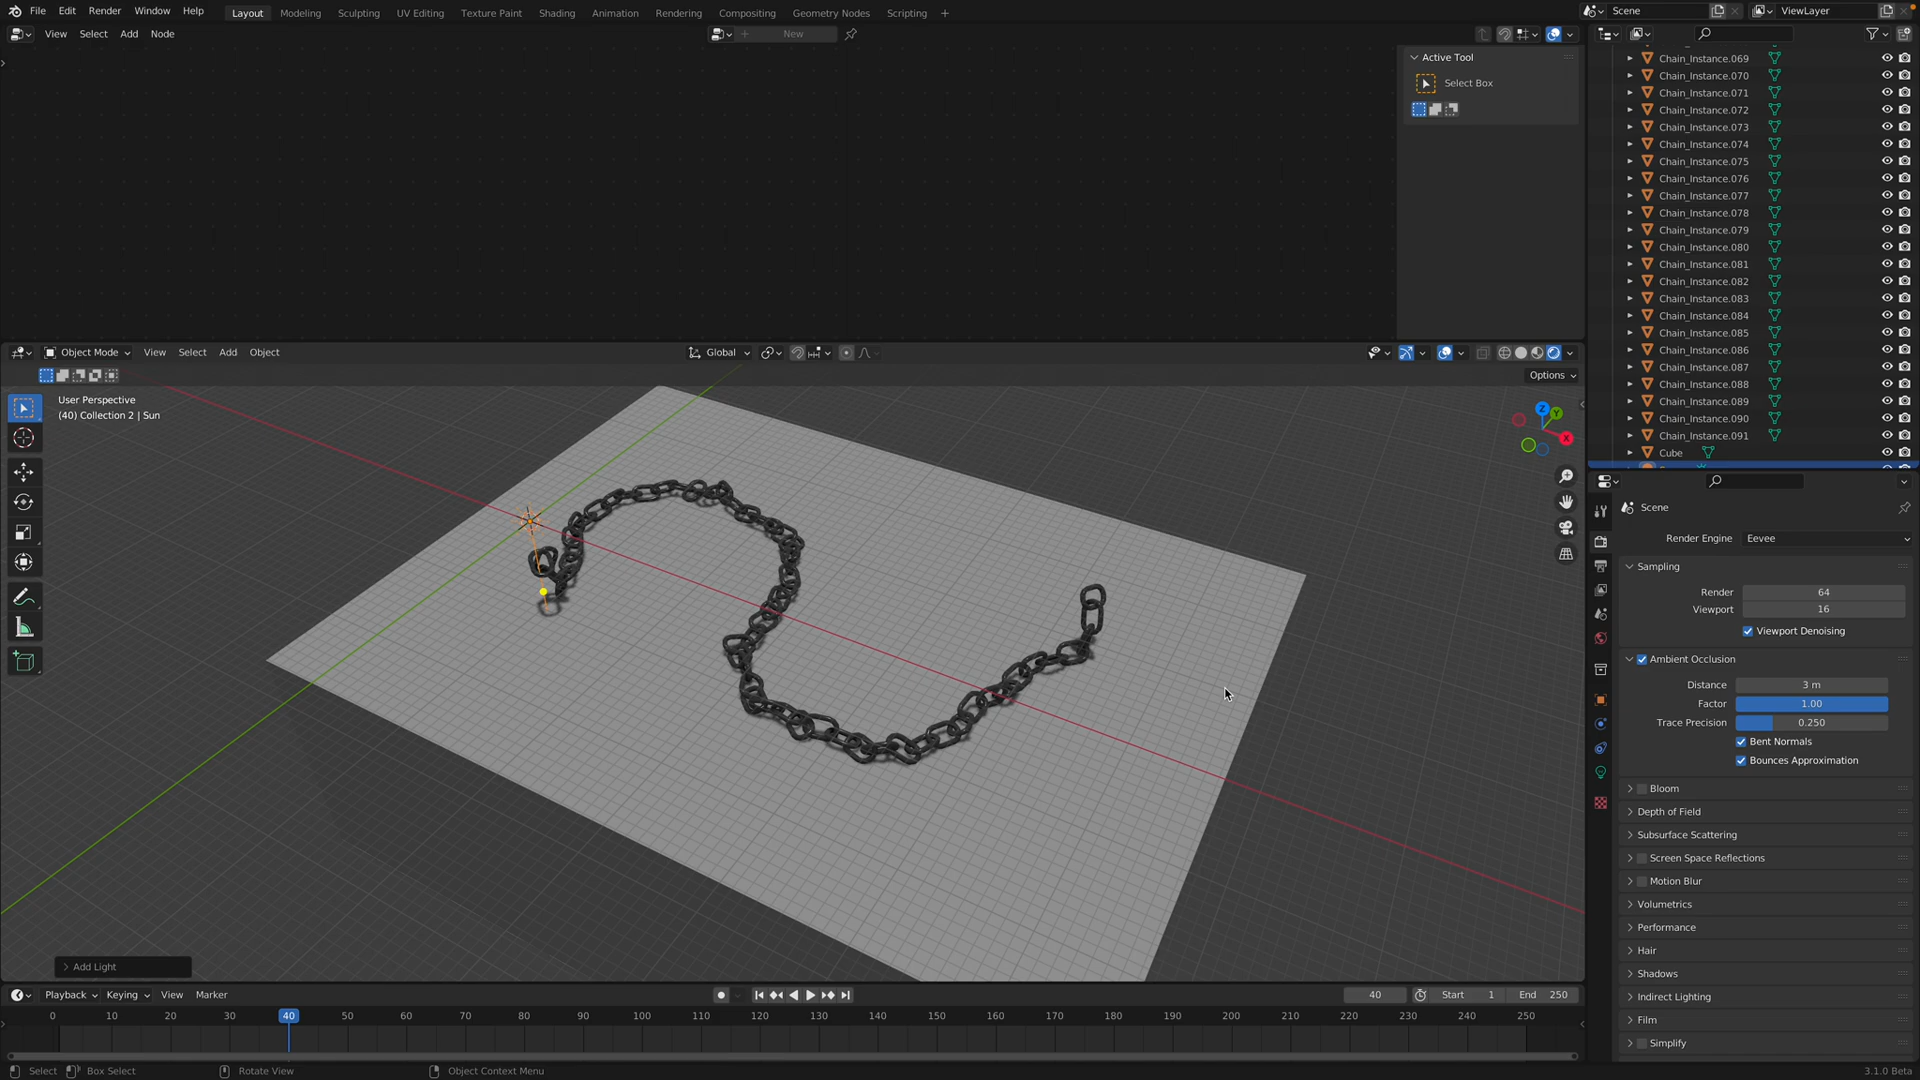 File Edit Render Window Help Layout Modeling Sculpting UV Editing Texture Paint Shading Animation Rendering Compositing Geometry Nodes Scripting + Scene ViewLayer
View Select Add Node + New
Active Tool
Select Box
Chain_Instance.069
Chain_Instance.070
Chain_Instance.071
Chain_Instance.072
Chain_Instance.073
Chain_Instance.074
Chain_Instance.075
Chain_Instance.076
Chain_Instance.077
Chain_Instance.078
Chain_Instance.079
Chain_Instance.080
Chain_Instance.081
Chain_Instance.082
Chain_Instance.083
Chain_Instance.084
Chain_Instance.085
Chain_Instance.086
Chain_Instance.087
Chain_Instance.088
Chain_Instance.089
Chain_Instance.090
Chain_Instance.091
Cube
Object Mode View Select Add Object Global
Options
User Perspective
(40) Collection 2 | Sun
Z
Y
X
Add Light
Scene
Render Engine Eevee
Sampling
Render 64
Viewport 16
Viewport Denoising
Ambient Occlusion
Distance 3 m
Factor 1.00
Trace Precision 0.250
Bent Normals
Bounces Approximation
Bloom
Depth of Field
Subsurface Scattering
Screen Space Reflections
Motion Blur
Volumetrics
Performance
Hair
Shadows
Indirect Lighting
Film
Simplify
Playback Keying View Marker 40 Start 1 End 250
0 10 20 30 40 50 60 70 80 90 100 110 120 130 140 150 160 170 180 190 200 210 220 230 240 250
Select Box Select Rotate View Object Context Menu 3.1.0 Beta